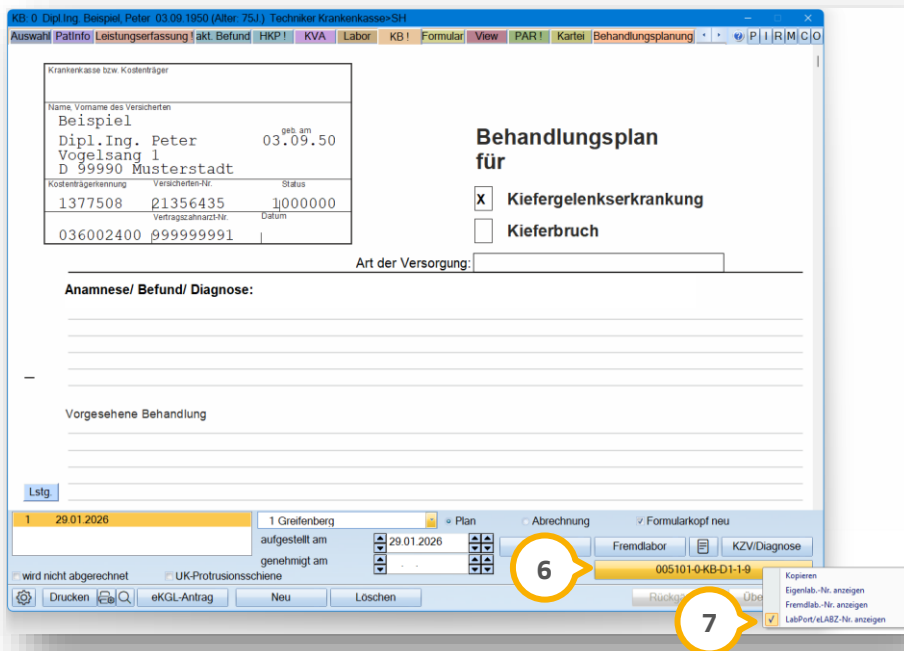 KB: 0 Dipl.Ing. Beispiel, Peter 03.09.1950 (Alter: 75J.) Techniker Krankenkasse>SH
Auswahl PatInfo Leistungserfassung ! akt. Befund HKP ! KVA Labor KB ! Formular View PAR ! Kartei Behandlungsplanung P I R M C O
Krankenkasse bzw. Kostenträger
Name, Vorname des Versicherten
Beispiel
geb. am
Dipl.Ing. Peter 03.09.50
Vogelsang 1
D 99990 Musterstadt
Kostenträgerkennung Versicherten-Nr. Status
1377508 21356435 1000000
Vertragszahnarzt-Nr. Datum
036002400 999999991
Behandlungsplan
für
X Kiefergelenkserkrankung
Kieferbruch
Art der Versorgung:
Anamnese/ Befund/ Diagnose:
Vorgesehene Behandlung
Lstg.
1 29.01.2026 1 Greifenberg Plan Abrechnung Formularkopf neu
aufgestellt am 29.01.2026 Fremdlabor KZV/Diagnose
genehmigt am . . 005101-0-KB-D1-1-9
wird nicht abgerechnet UK-Protrusionsschiene
Drucken eKGL-Antrag Neu Löschen Rückgä Übe
6
Kopieren
Eigenlab.-Nr. anzeigen
Fremdlab.-Nr. anzeigen
LabPort/eLABZ-Nr. anzeigen
7